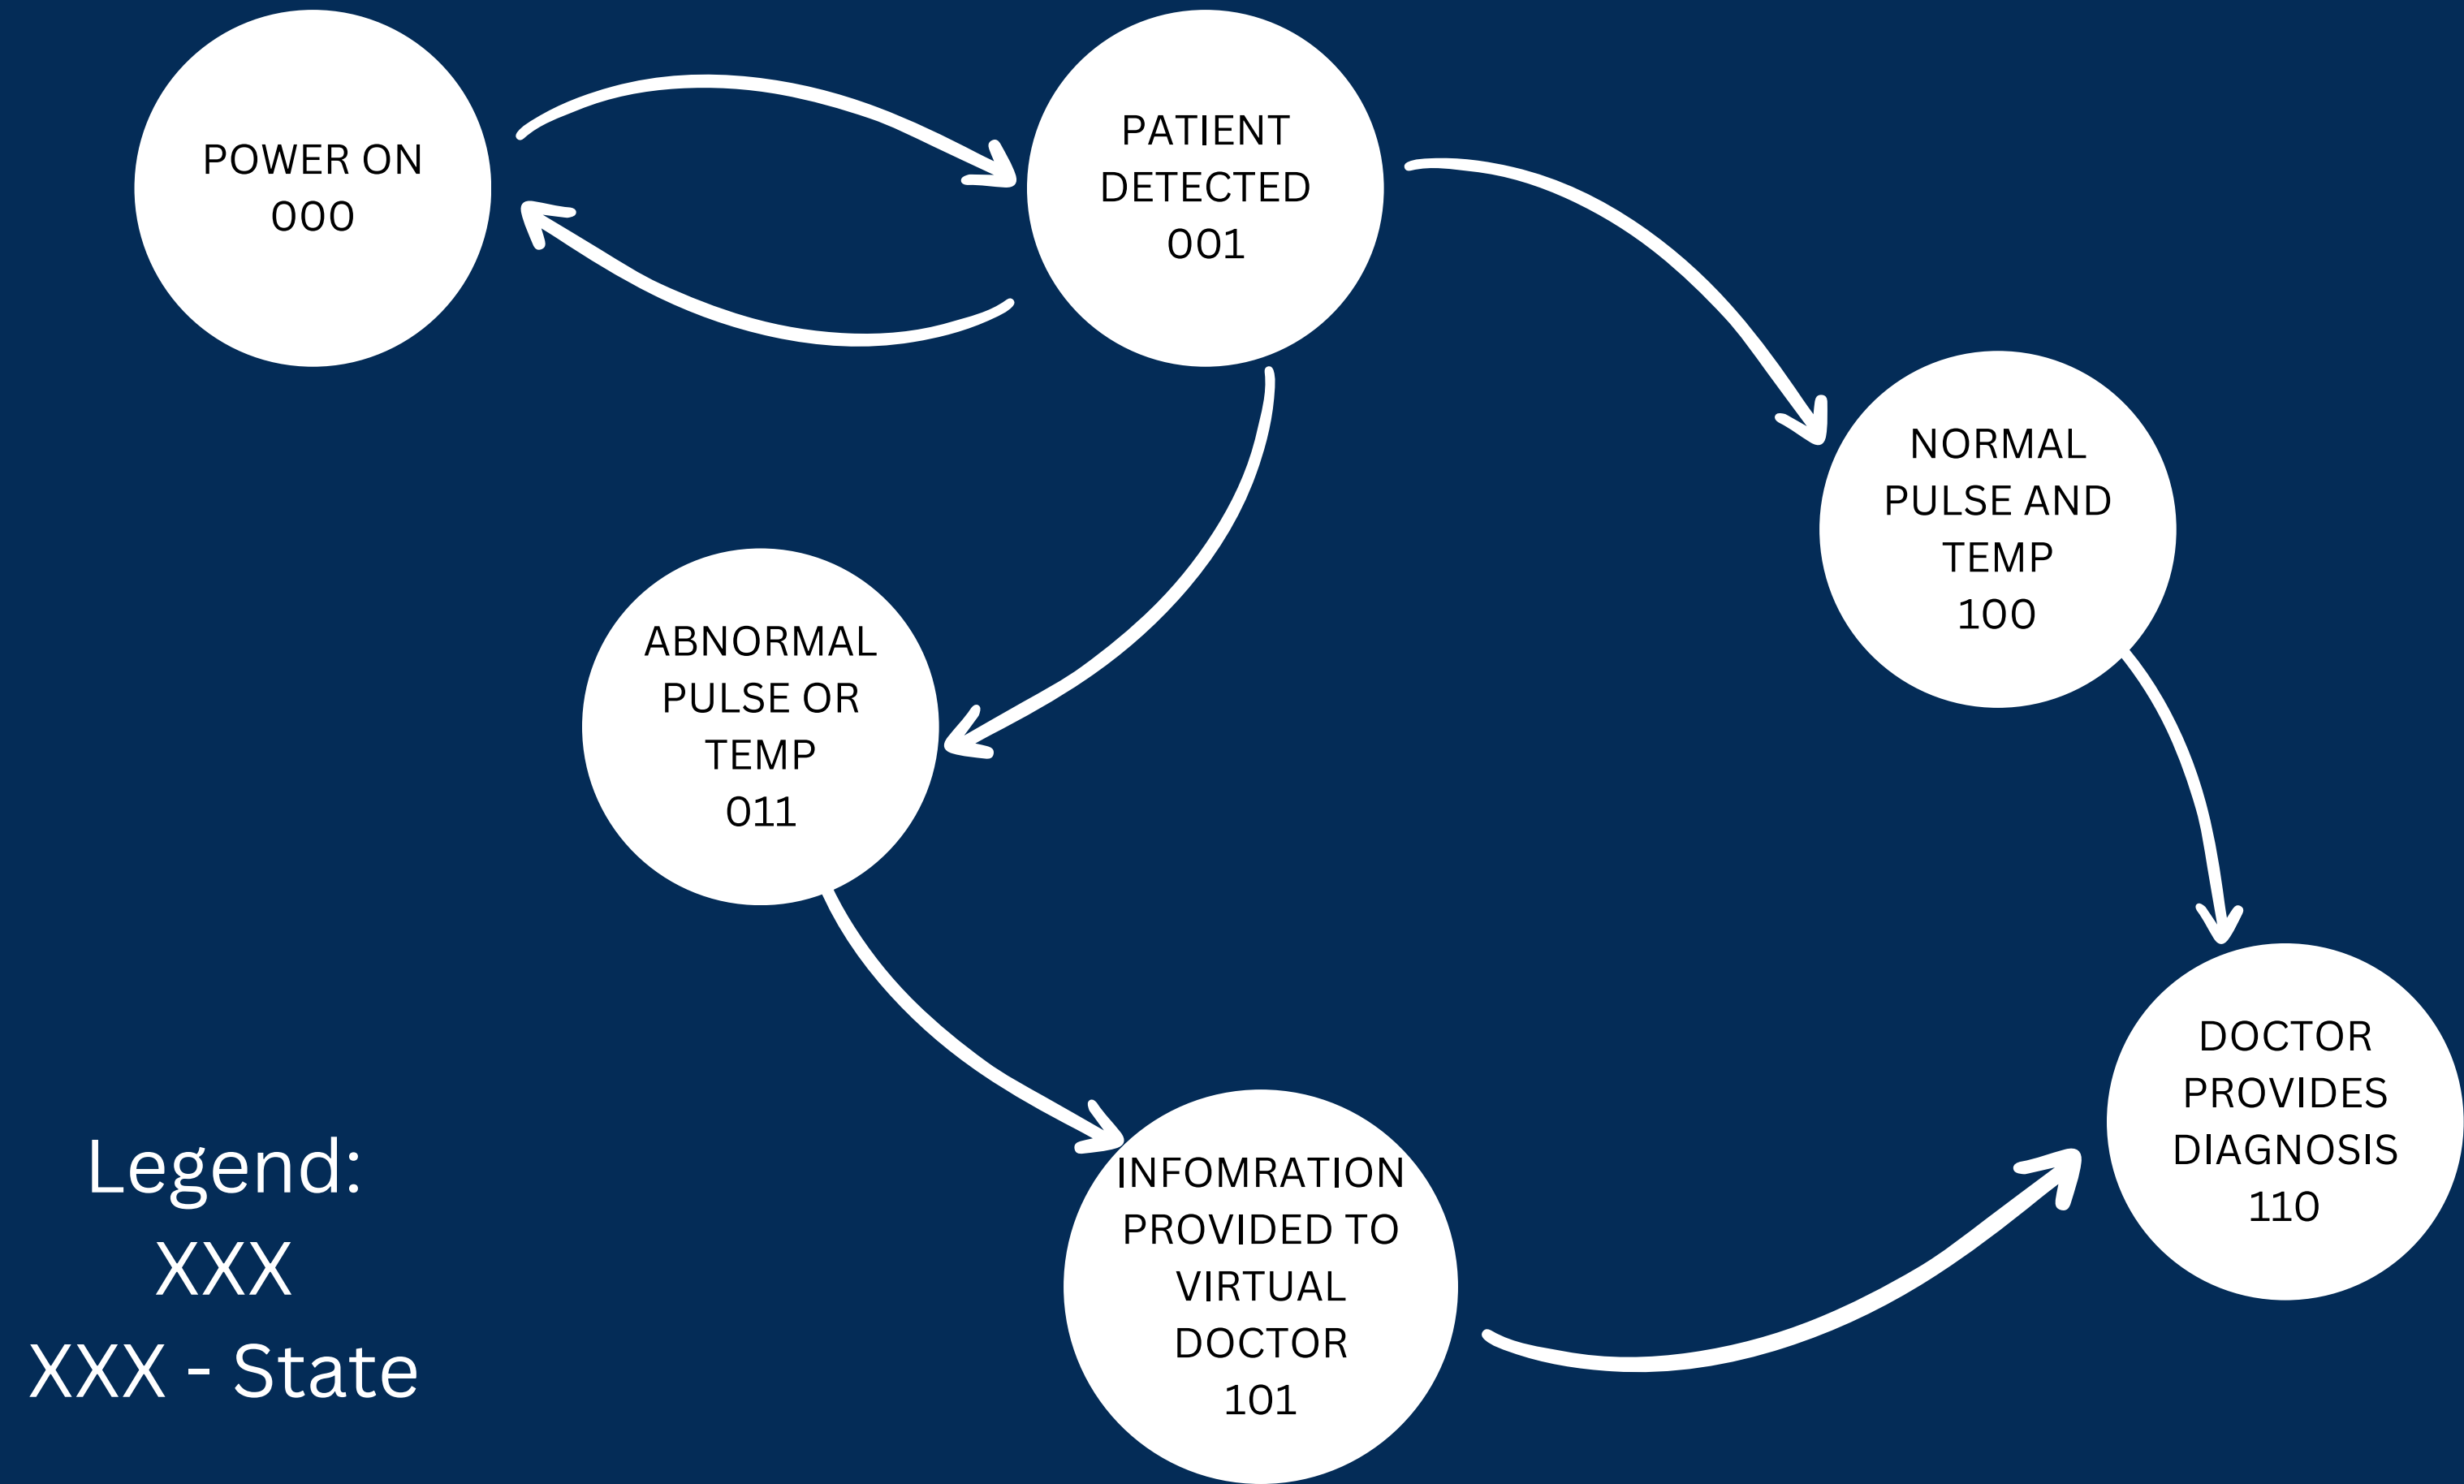 POWER ON
000
PATIENT
DETECTED
001
NORMAL
PULSE AND
TEMP
100
ABNORMAL
PULSE OR
TEMP
011
DOCTOR
PROVIDES
DIAGNOSIS
110
INFOMRATION
PROVIDED TO
VIRTUAL
DOCTOR
101
Legend:
XXX
XXX - State